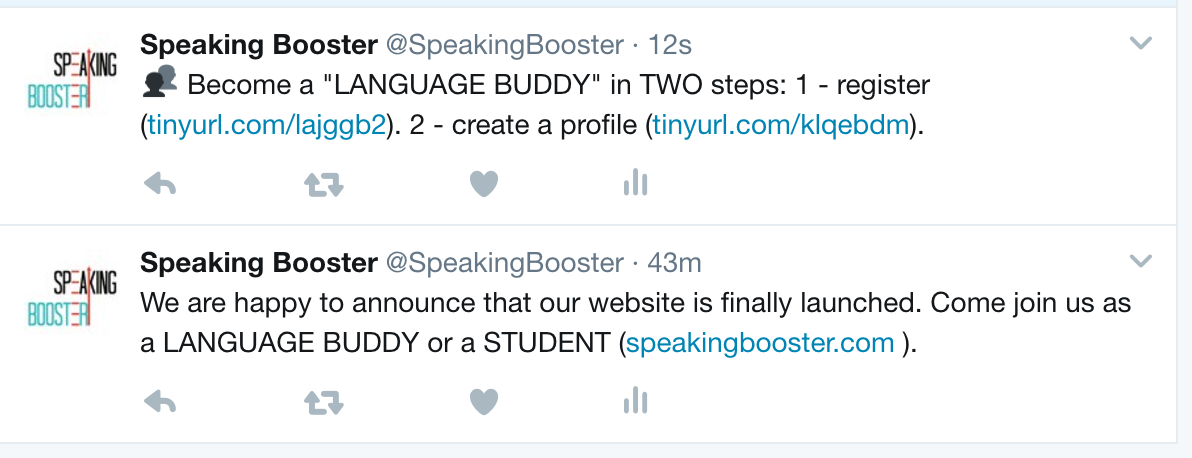 SPEAKING
BOOSTER
Speaking Booster @SpeakingBooster · 12s
👥 Become a "LANGUAGE BUDDY" in TWO steps: 1 - register
(tinyurl.com/lajggb2). 2 - create a profile (tinyurl.com/klqebdm).
SPEAKING
BOOSTER
Speaking Booster @SpeakingBooster · 43m
We are happy to announce that our website is finally launched. Come join us as
a LANGUAGE BUDDY or a STUDENT (speakingbooster.com ).